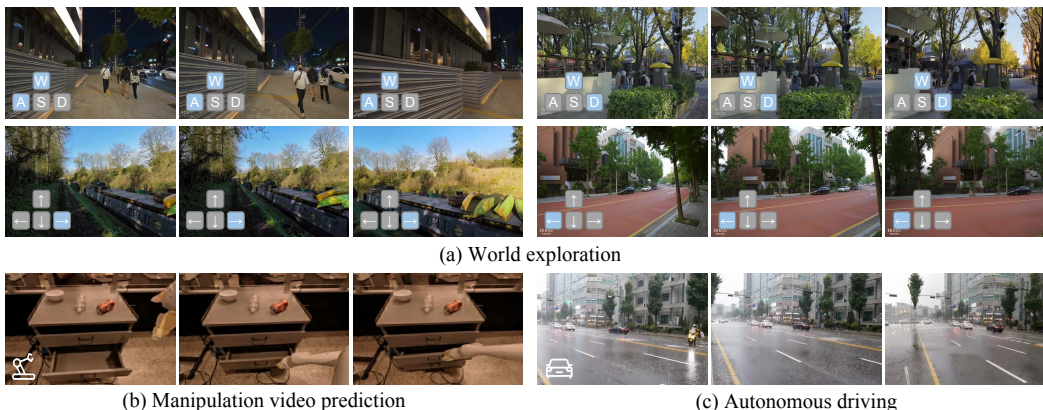 W
A S D
W
A S D
W
A S D
W
A S D
W
A S D
W
A S D
↑
← ↓ →
↑
← ↓ →
↑
← ↓ →
↑
← ↓ →
↑
← ↓ →
↑
← ↓ →
(a) World exploration
(b) Manipulation video prediction
(c) Autonomous driving